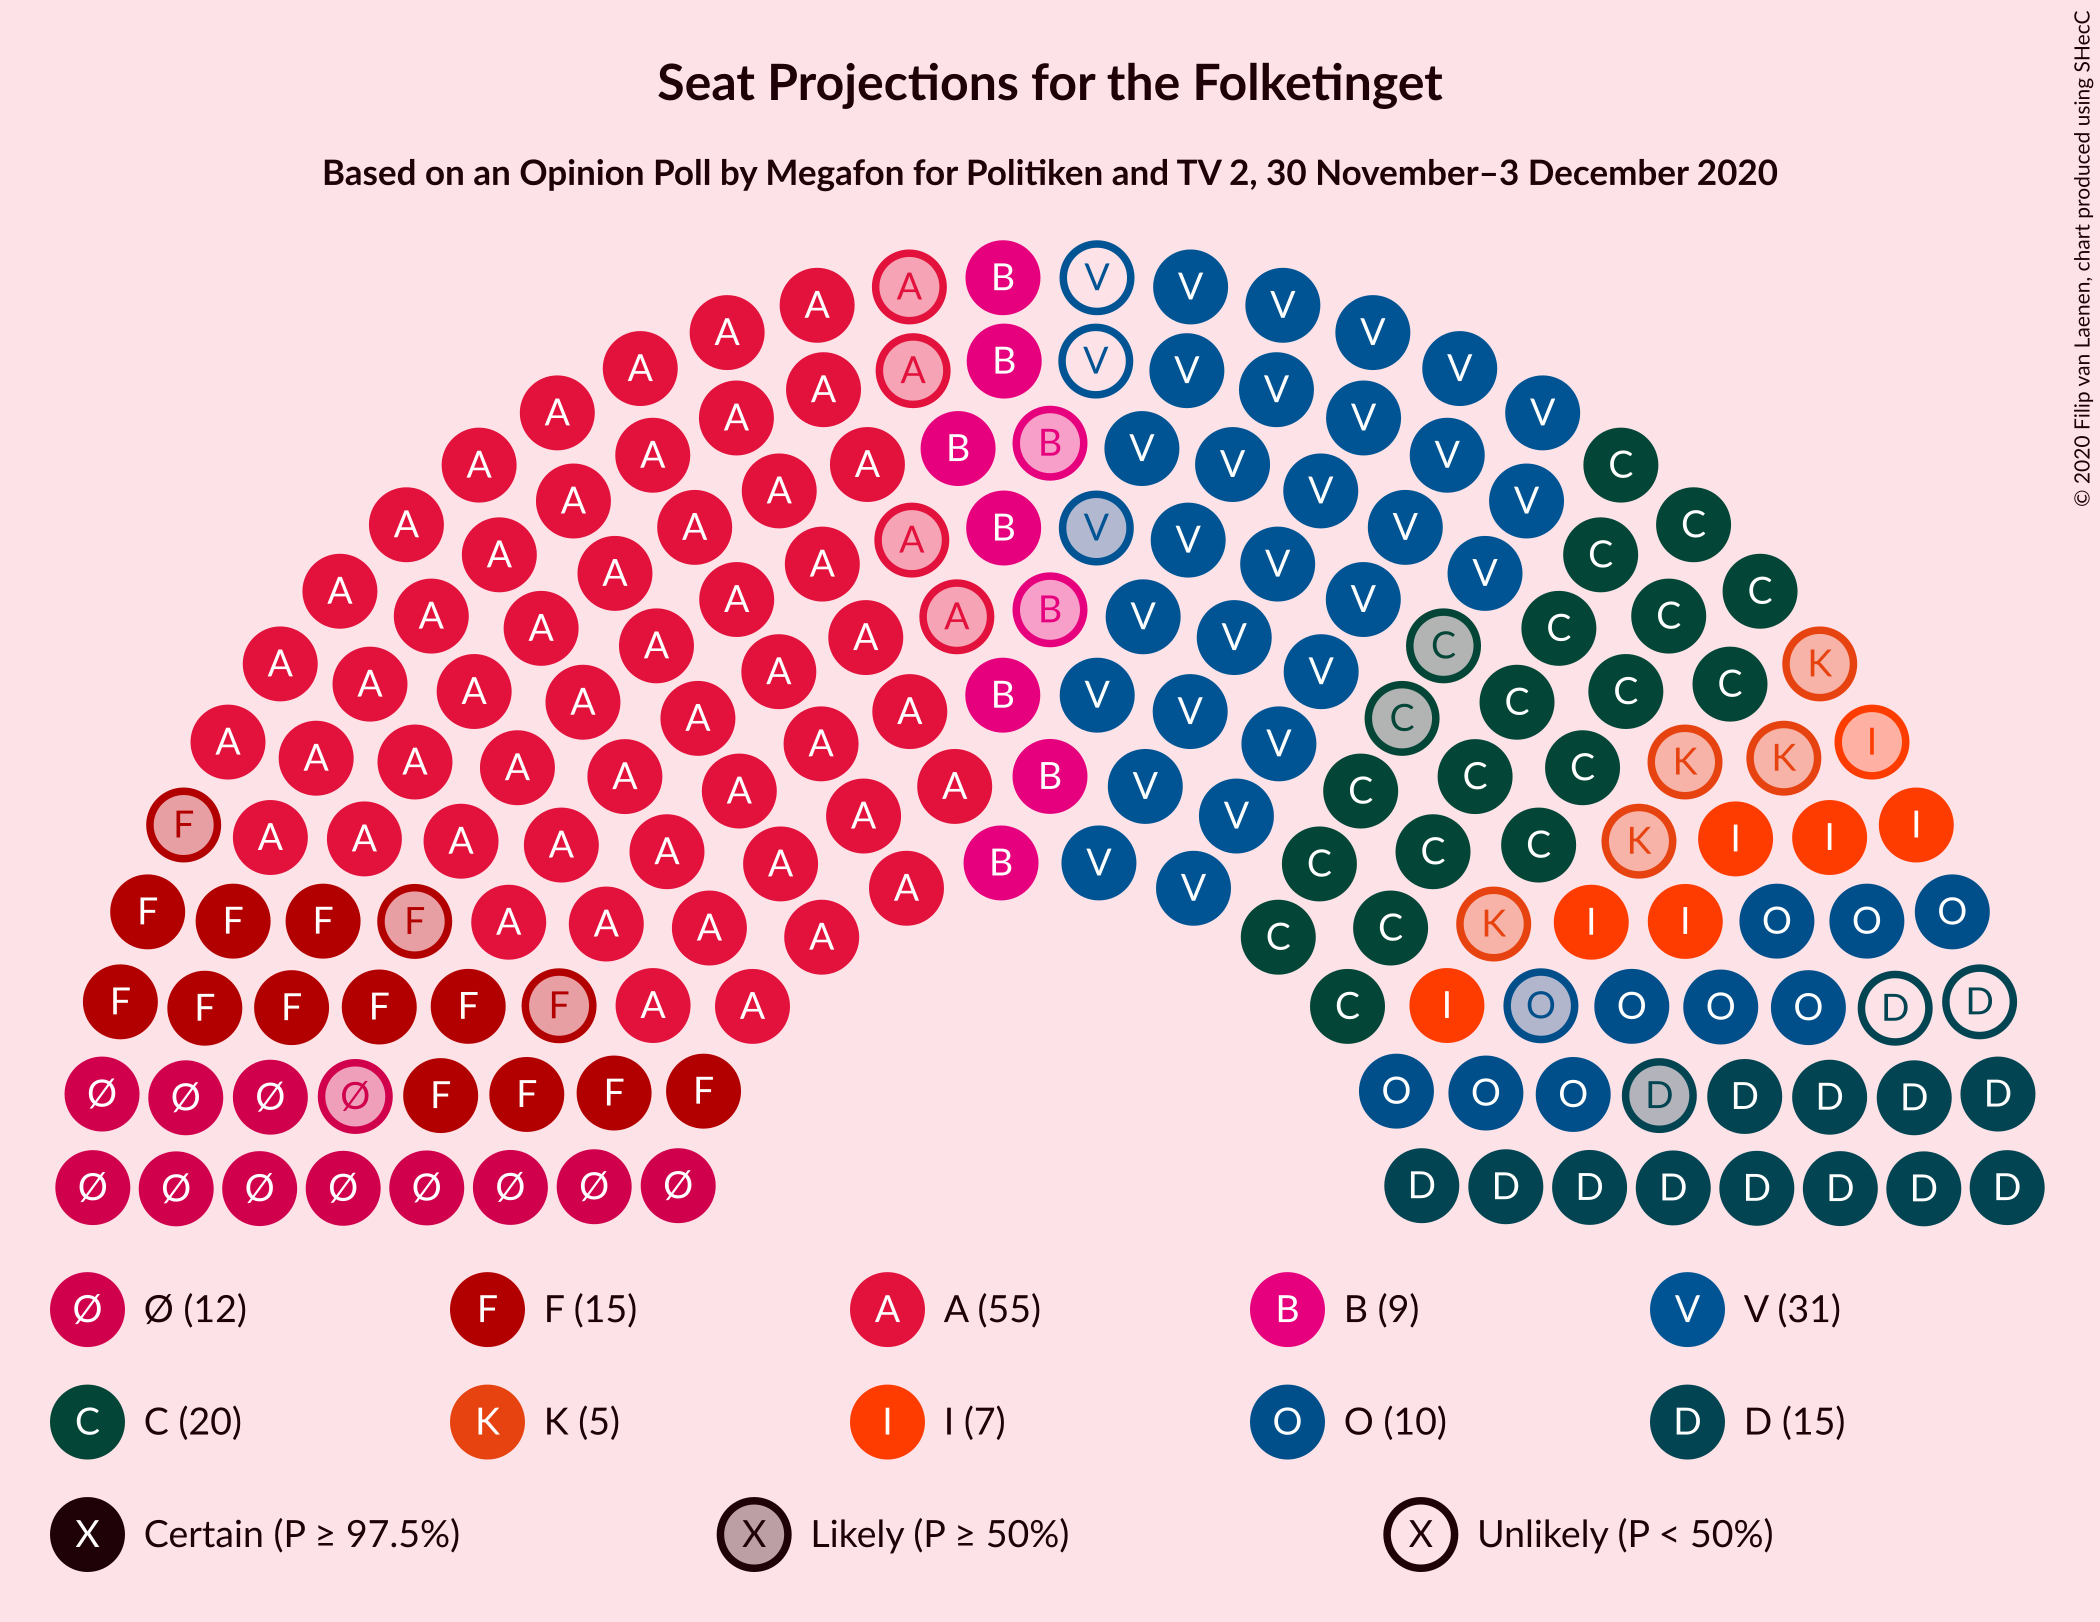 Seat Projections for the Folketinget
Based on an Opinion Poll by Megafon for Politiken and TV 2, 30 November–3 December 2020
© 2020 Filip van Laenen, chart produced using SHecC
A A B V V
A B V V V
A A V V
A A B V V V
A A B B V V V C
A A A V V V
A A A A B V V V C
A A A A V V C
A A A A B V V V C
A A A A B V V C C
A A A A C C
A A A A V C C K
A A A A B V V C C C
A A A A V C C K K I
A A A A B V V C C
F A A A A A A V C C C K I I I
A A B V V C
F F F F A A A A C C K I I O O O
F F F F F F A A C I O O O O D D
Ø Ø Ø Ø F F F F O O O D D D D D
Ø Ø Ø Ø Ø Ø Ø Ø D D D D D D D D
Ø Ø (12) F F (15) A A (55) B B (9) V V (31)
C C (20) K K (5) I I (7) O O (10) D D (15)
X Certain (P ≥ 97.5%) X Likely (P ≥ 50%) X Unlikely (P < 50%)